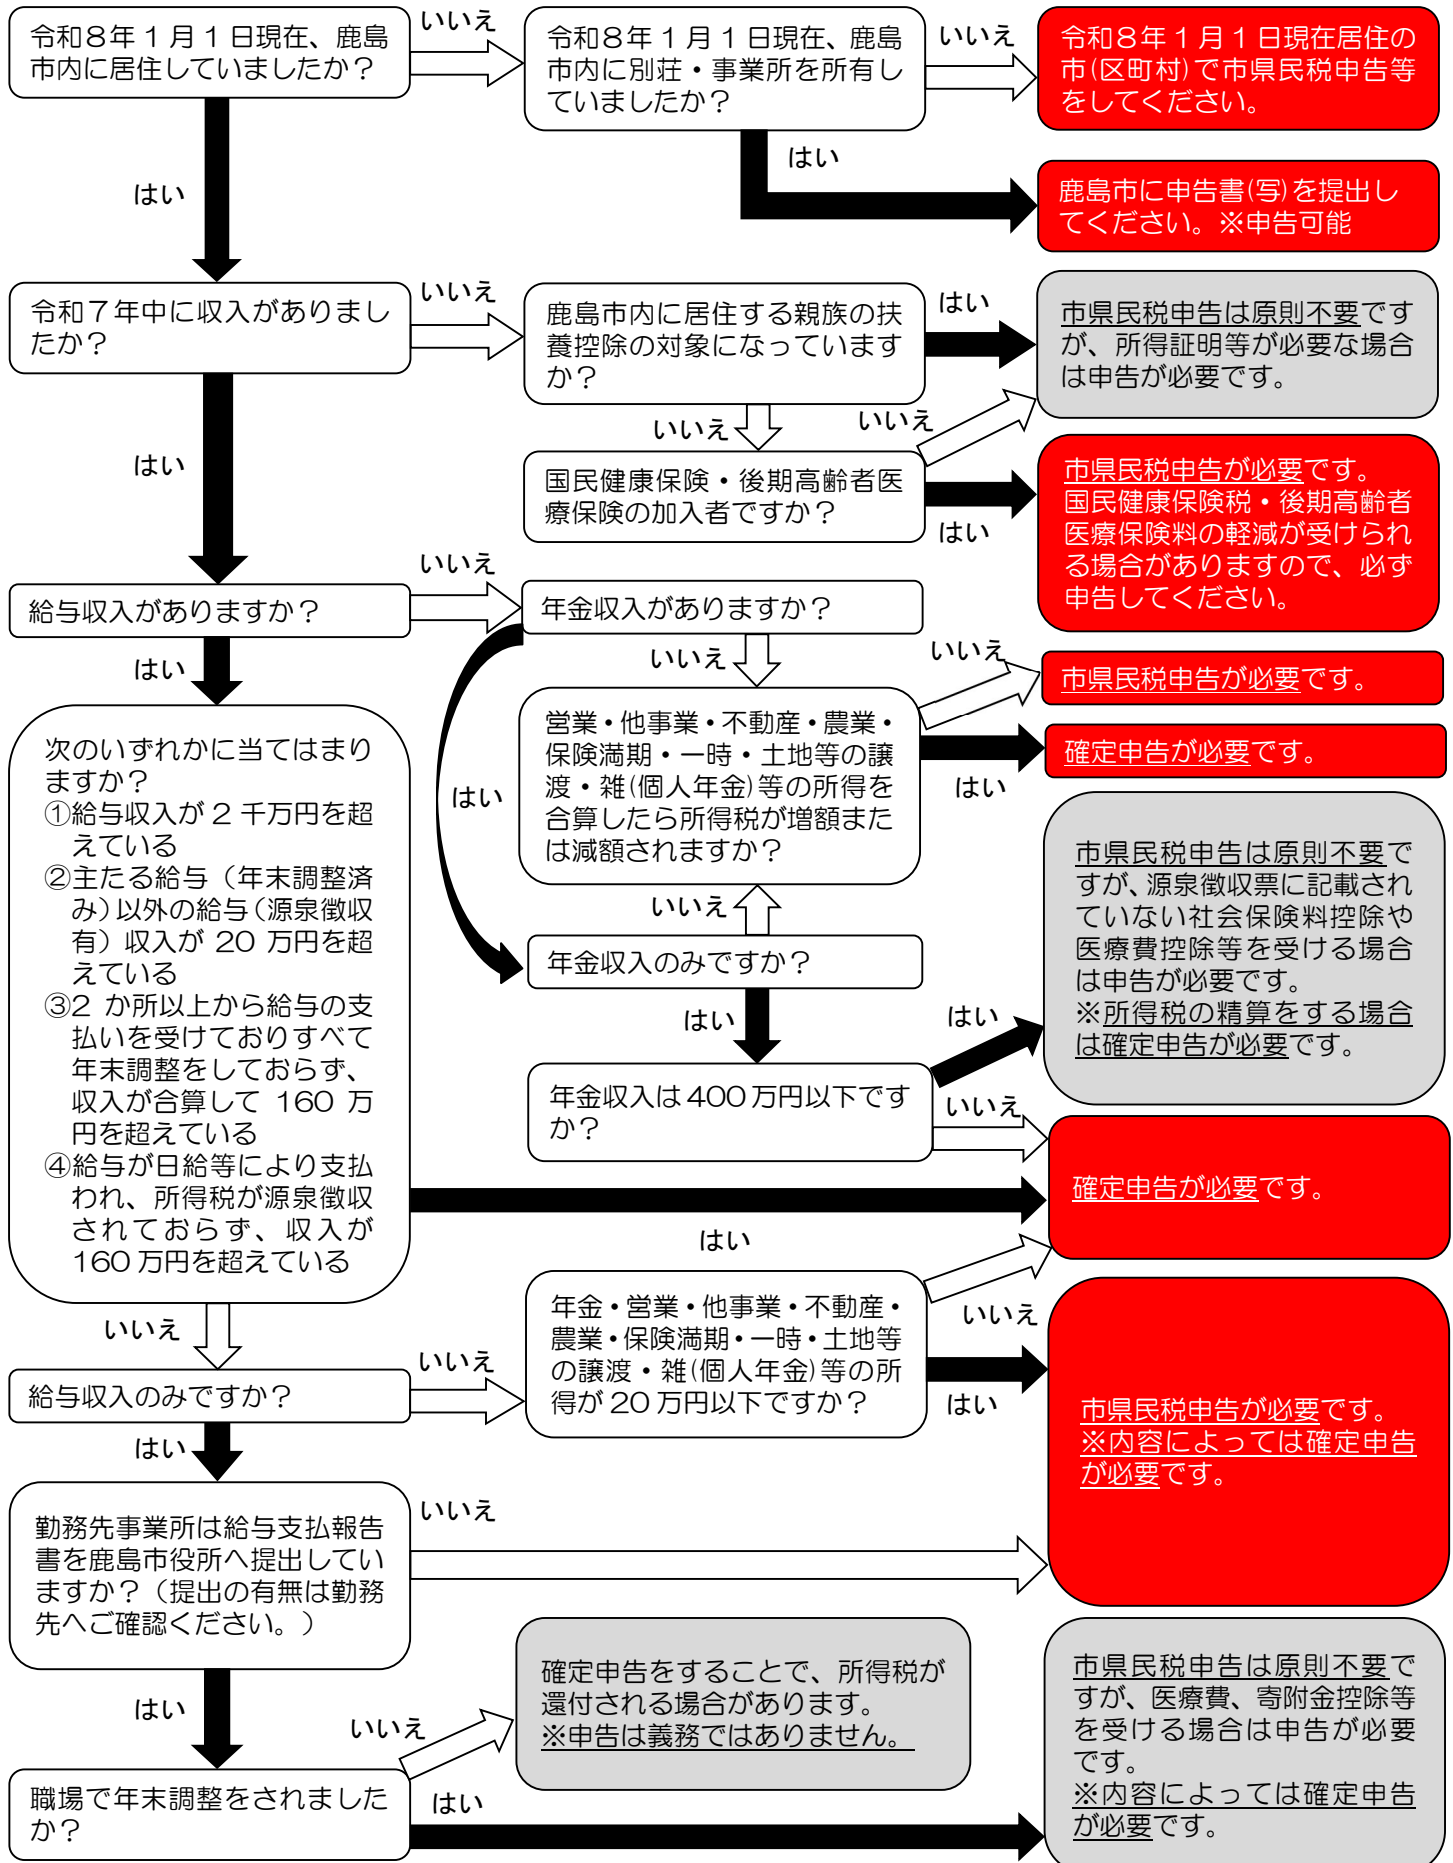 令和８年１月１日現在、鹿島
市内に居住していましたか？
いいえ
令和８年１月１日現在、鹿島
市内に別荘・事業所を所有し
ていましたか？
いいえ
令和８年１月１日現在居住の
市(区町村)で市県民税申告等
をしてください。
はい
はい
鹿島市に申告書(写)を提出し
てください。※申告可能
令和７年中に収入がありまし
たか？
いいえ
鹿島市内に居住する親族の扶
養控除の対象になっています
か？
はい
市県民税申告は原則不要です
が、所得証明等が必要な場合
は申告が必要です。
いいえ
いいえ
はい
国民健康保険・後期高齢者医
療保険の加入者ですか？
はい
市県民税申告が必要です。
国民健康保険税・後期高齢者
医療保険料の軽減が受けられ
る場合がありますので、必ず
申告してください。
給与収入がありますか？
いいえ
年金収入がありますか？
はい
いいえ
いいえ
市県民税申告が必要です。
営業・他事業・不動産・農業・
保険満期・一時・土地等の譲
渡・雑(個人年金)等の所得を
合算したら所得税が増額また
は減額されますか？
はい
確定申告が必要です。
はい
次のいずれかに当てはまり
ますか？
①給与収入が２千万円を超
えている
②主たる給与（年末調整済
み）以外の給与（源泉徴収
有）収入が 20 万円を超
えている
③2 か所以上から給与の支
払いを受けておりすべて
年末調整をしておらず、
収入が合算して 160 万
円を超えている
④給与が日給等により支払
われ、所得税が源泉徴収
されておらず、収入が
160 万円を超えている
いいえ
年金収入のみですか？
はい
はい
市県民税申告は原則不要で
すが、源泉徴収票に記載され
ていない社会保険料控除や
医療費控除等を受ける場合
は申告が必要です。
※所得税の精算をする場合
は確定申告が必要です。
年金収入は 400 万円以下です
か？
いいえ
確定申告が必要です。
はい
いいえ
年金・営業・他事業・不動産・
農業・保険満期・一時・土地等
の譲渡・雑(個人年金)等の所
得が 20 万円以下ですか？
いいえ
はい
給与収入のみですか？
いいえ
市県民税申告が必要です。
※内容によっては確定申告
が必要です。
はい
勤務先事業所は給与支払報告
書を鹿島市役所へ提出してい
ますか？（提出の有無は勤務
先へご確認ください。）
いいえ
確定申告をすることで、所得税が
還付される場合があります。
※申告は義務ではありません。
市県民税申告は原則不要で
すが、医療費、寄附金控除等
を受ける場合は申告が必要
です。
※内容によっては確定申告
が必要です。
はい
いいえ
職場で年末調整をされました
か？
はい